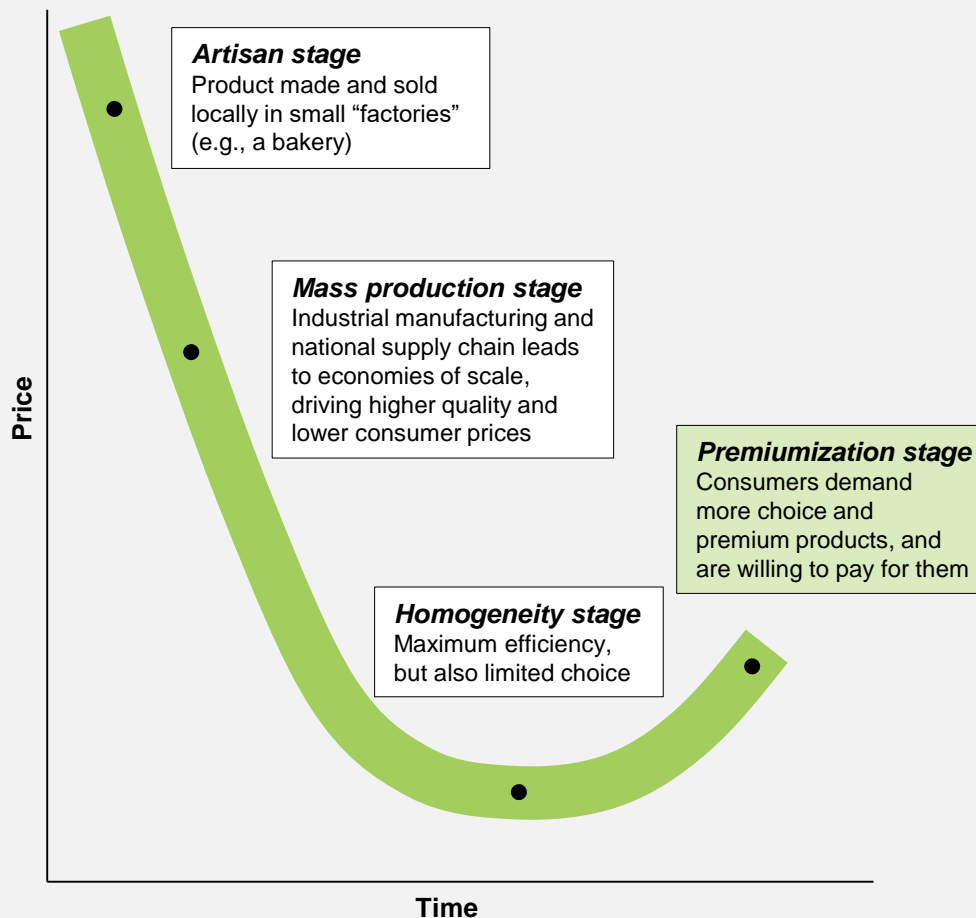 Artisan stage
Product made and sold
locally in small “factories”
(e.g., a bakery)
Mass production stage
Industrial manufacturing and
national supply chain leads
to economies of scale,
driving higher quality and
lower consumer prices
Price
Premiumization stage
Consumers demand
more choice and
premium products, and
are willing to pay for them
Homogeneity stage
Maximum efficiency,
but also limited choice
Time